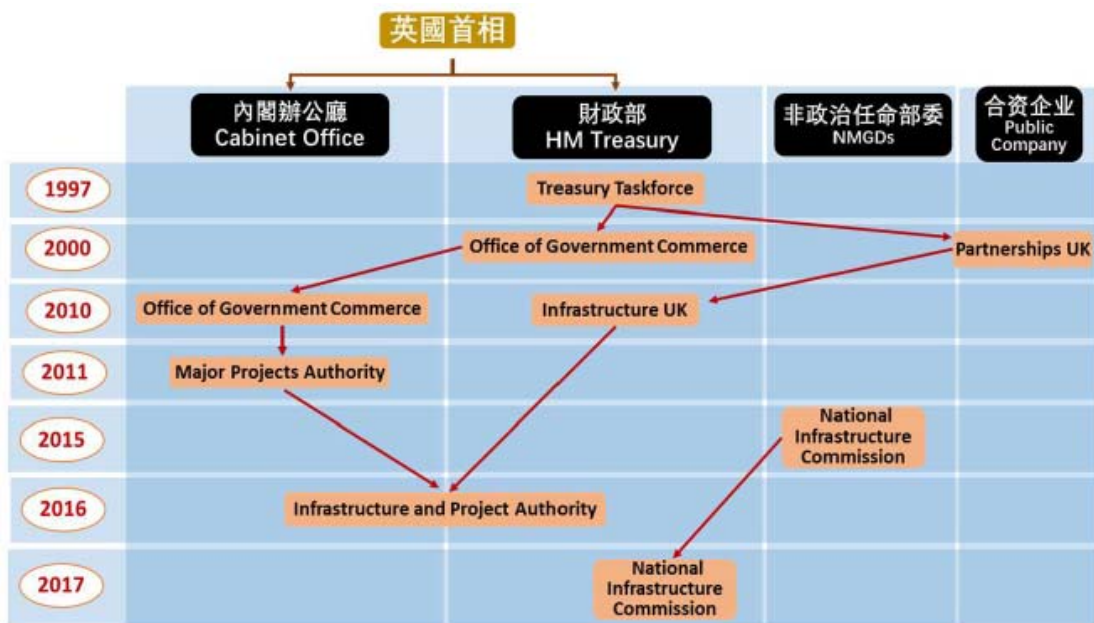 英國首相
內閣辦公廳
Cabinet Office
財政部
HM Treasury
非政治任命部委
NMGDs
合资企业
Public
Company
1997
Treasury Taskforce
2000
Office of Government Commerce
Partnerships UK
2010
Office of Government Commerce
Infrastructure UK
2011
Major Projects Authority
2015
National
Infrastructure
Commission
2016
Infrastructure and Project Authority
2017
National
Infrastructure
Commission